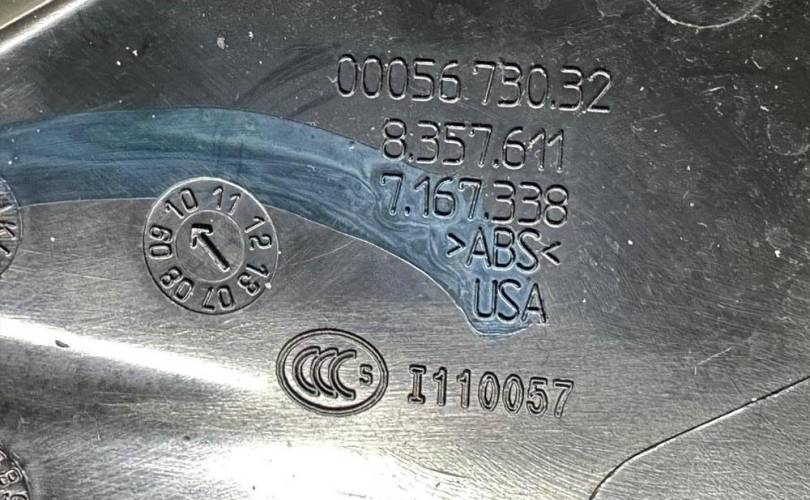 00056 730.32
8.357.611
7.167.338
>ABS<
USA
07 08 09 10 11 12 13
CCC S
I110057